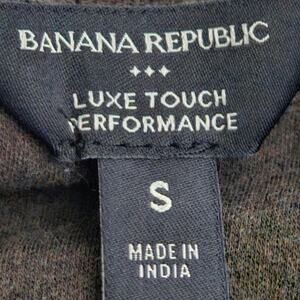 BANANA REPUBLIC
LUXE TOUCH
PERFORMANCE
S
MADE IN
INDIA